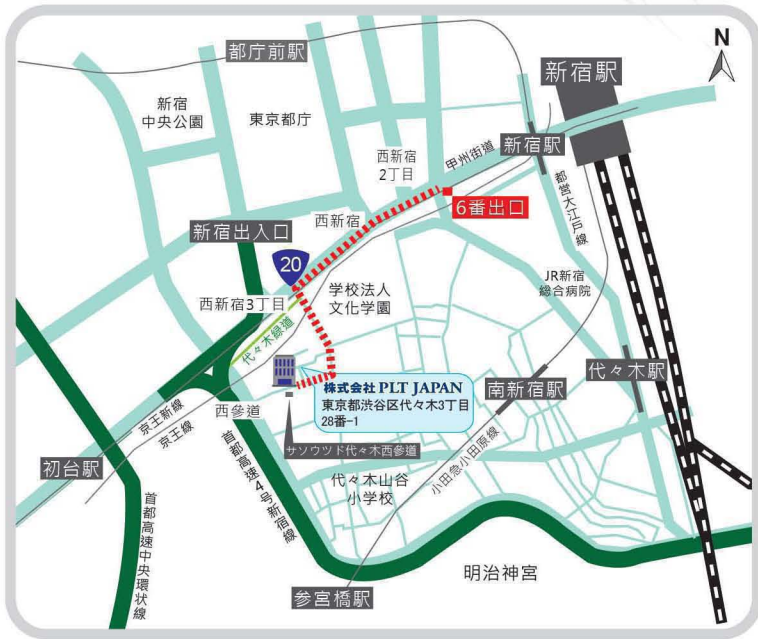 N
都庁前駅
新宿駅
新宿
中央公園
東京都庁
西新宿
2丁目
甲州街道
新宿駅
6番出口
都営大江戸線
西新宿
新宿出入口
20
学校法人
文化学園
JR新宿
総合病院
西新宿3丁目
代々木緑道
株式会社 PLT JAPAN
東京都渋谷区代々木3丁目
28番-1
南新宿駅
代々木駅
京王新線
京王線
西参道
サソウツド代々木西参道
初台駅
首都高速4号新宿線
代々木山谷
小学校
小田急小田原線
首都高速中央環状線
明治神宮
参宮橋駅